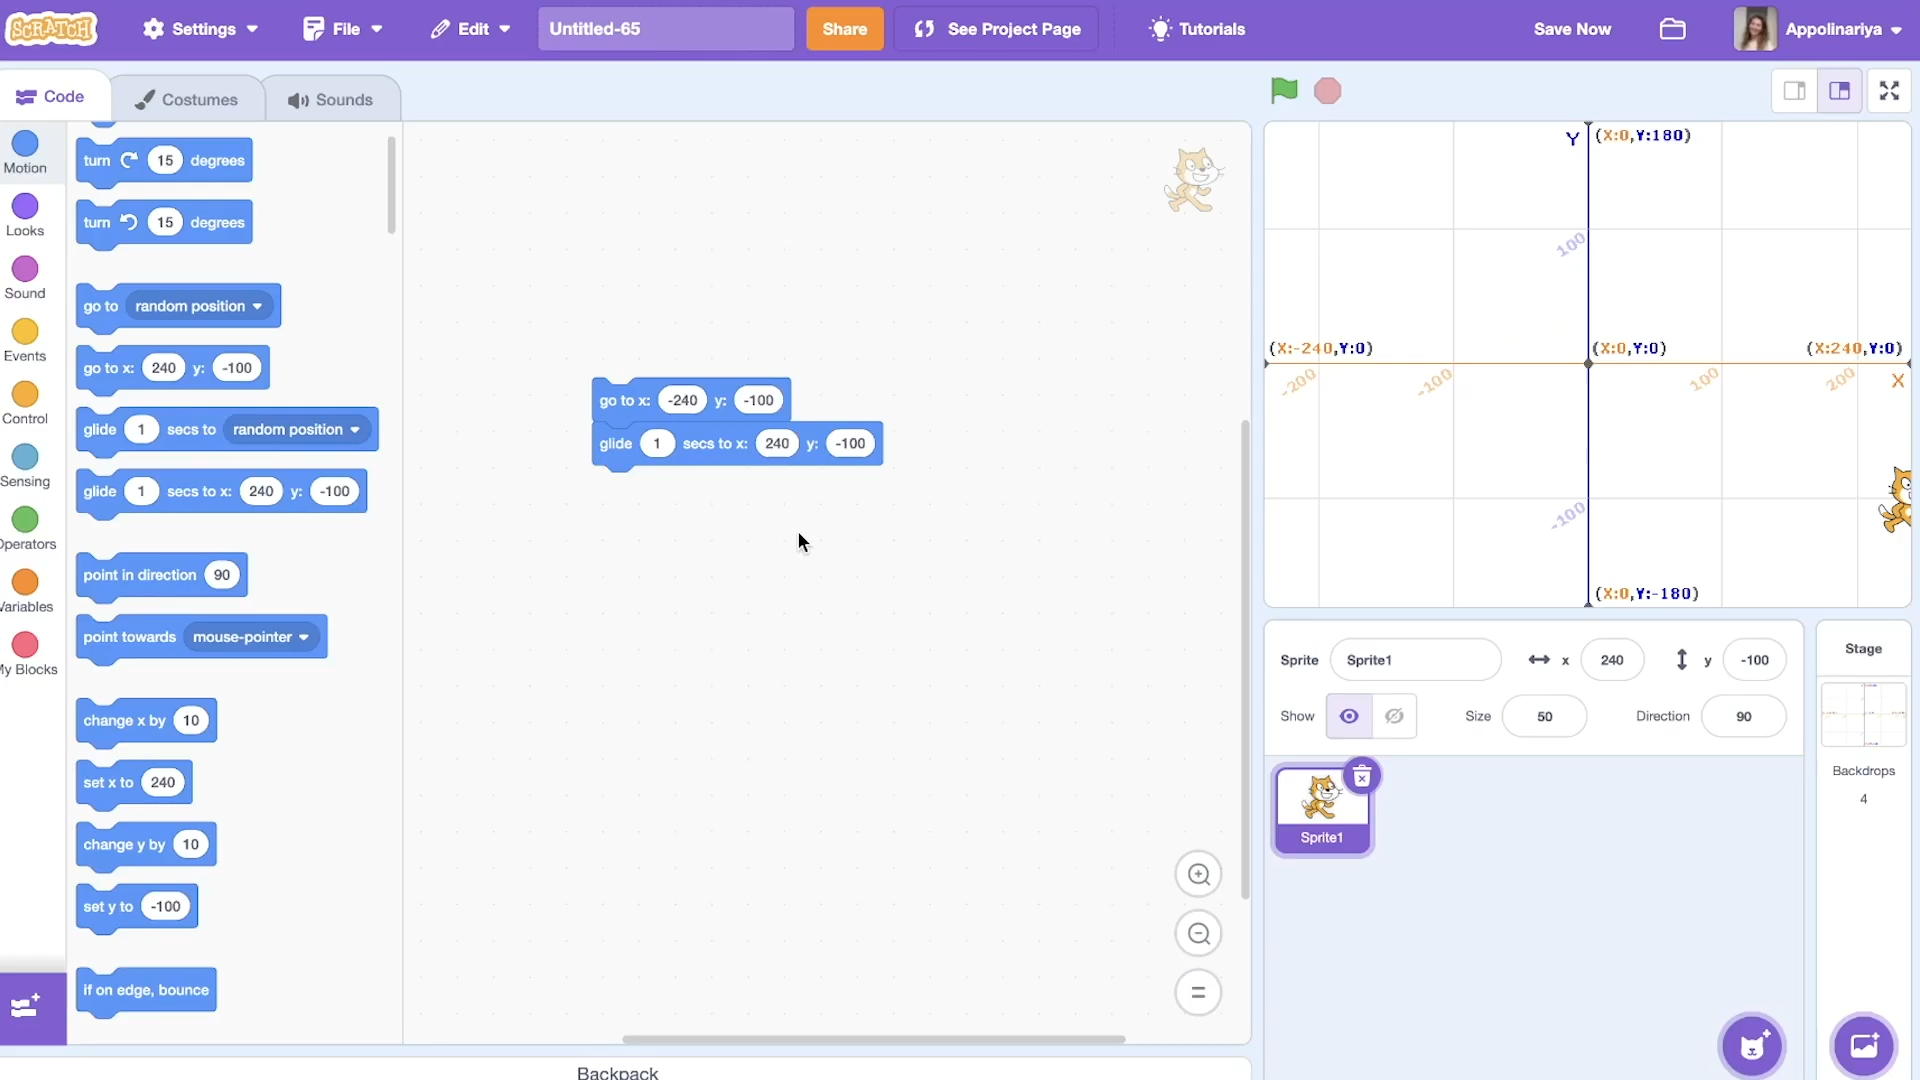 SCRATCH Settings File Edit Untitled-65 Share See Project Page Tutorials Save Now Appolinariya
Code Costumes Sounds
Motion
Looks
Sound
Events
Control
Sensing
Operators
Variables
My Blocks
turn 15 degrees
turn 15 degrees
go to random position
go to x: 240 y: -100
glide 1 secs to random position
glide 1 secs to x: 240 y: -100
point in direction 90
point towards mouse-pointer
change x by 10
set x to 240
change y by 10
set y to -100
if on edge, bounce
go to x: -240 y: -100
glide 1 secs to x: 240 y: -100
Backpack
Y (X:0,Y:180)
100
(X:-240,Y:0) (X:0,Y:0) (X:240,Y:0)
-200 -100 100 200 X
-100
(X:0,Y:-180)
Sprite Sprite1 x 240 y -100
Show Size 50 Direction 90
Sprite1
Stage
Backdrops
4